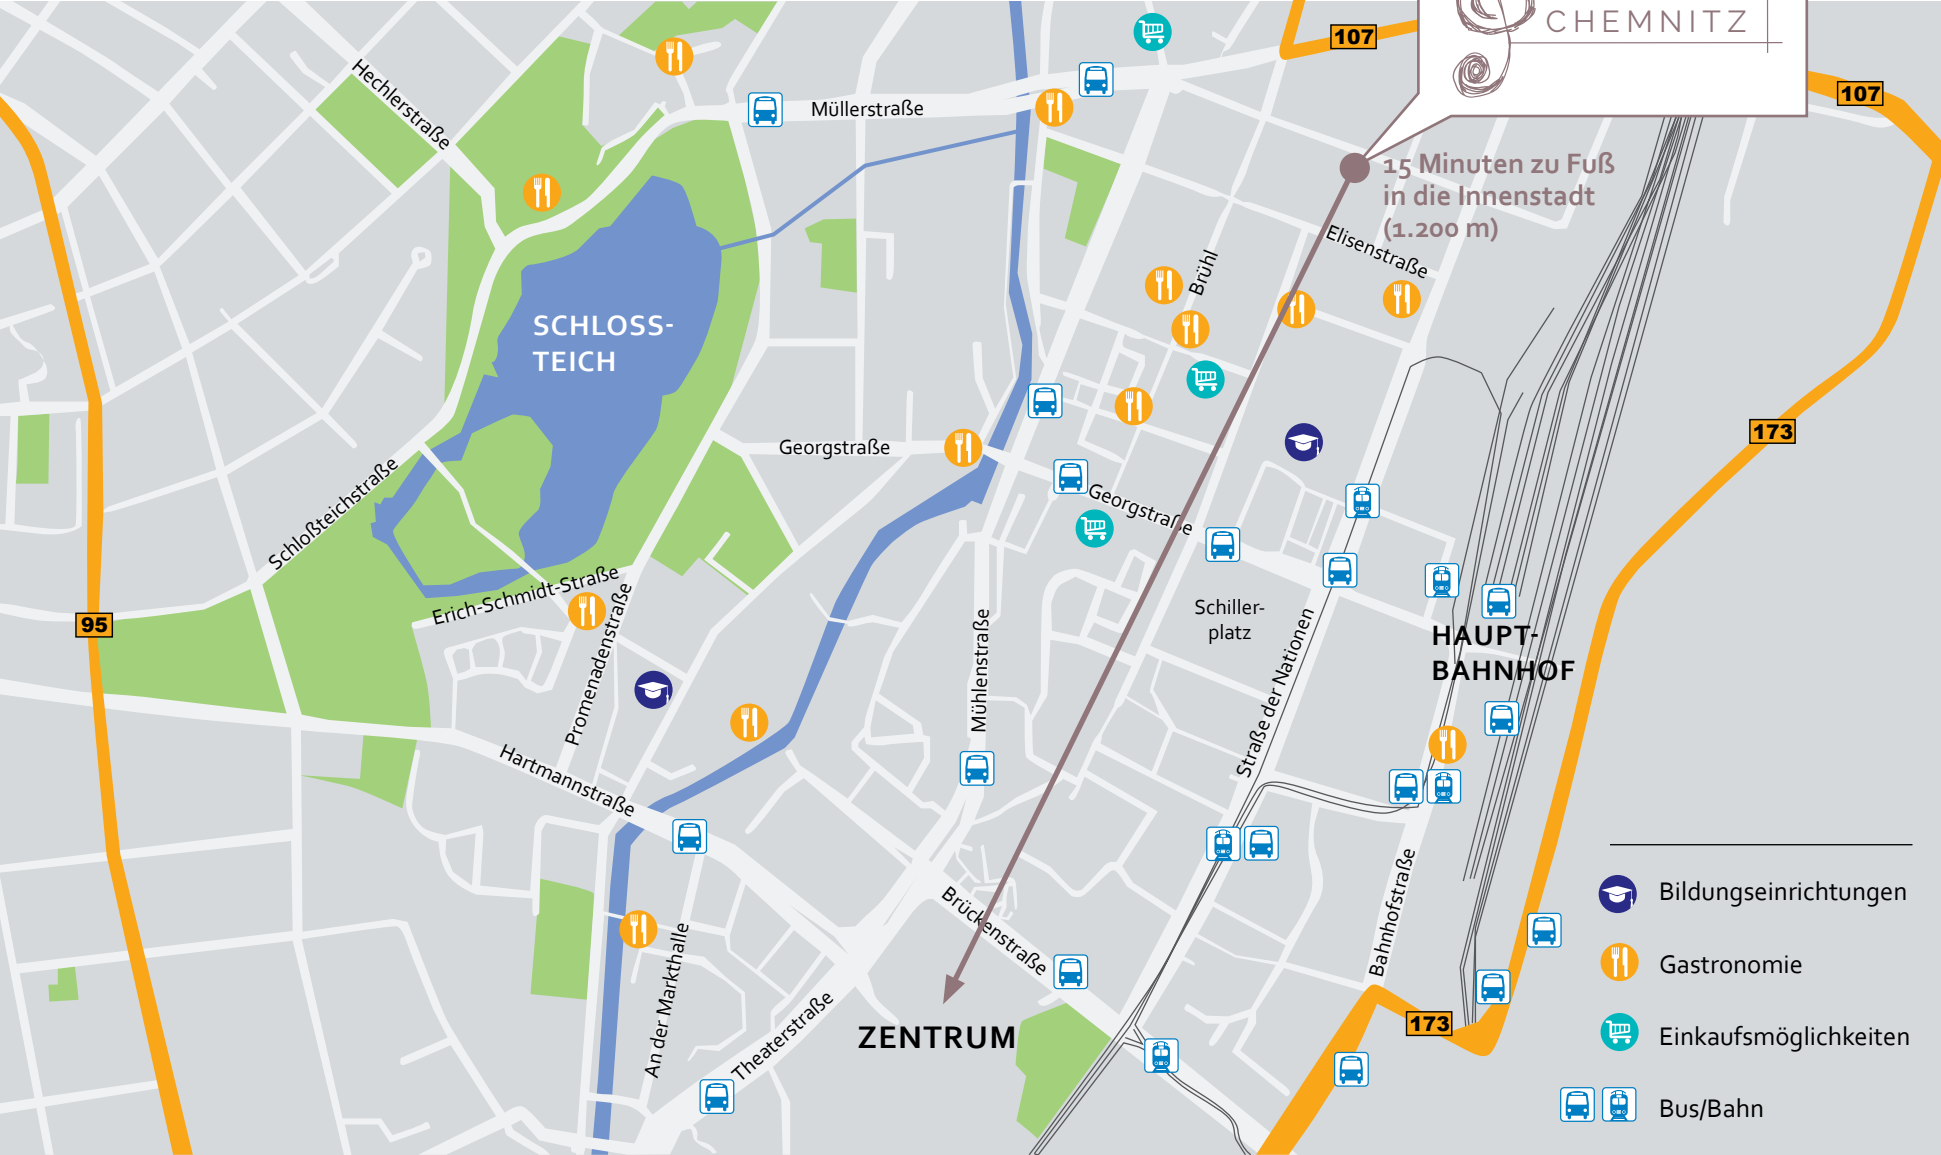 CHEMNITZ
107
107
Hechlerstraße
Müllerstraße
15 Minuten zu Fuß
in die Innenstadt
(1.200 m)
Elisenstraße
Brühl
SCHLOSS-
TEICH
173
Georgstraße
Georgstraße
Schloßteichstraße
Erich-Schmidt-Straße
Promenadenstraße
95
Schiller-
platz
Mühlenstraße
Straße der Nationen
HAUPT-
BAHNHOF
Hartmannstraße
Bahnhofstraße
Brückenstraße
An der Markthalle
Theaterstraße
ZENTRUM
173
Bildungseinrichtungen
Gastronomie
Einkaufsmöglichkeiten
Bus/Bahn